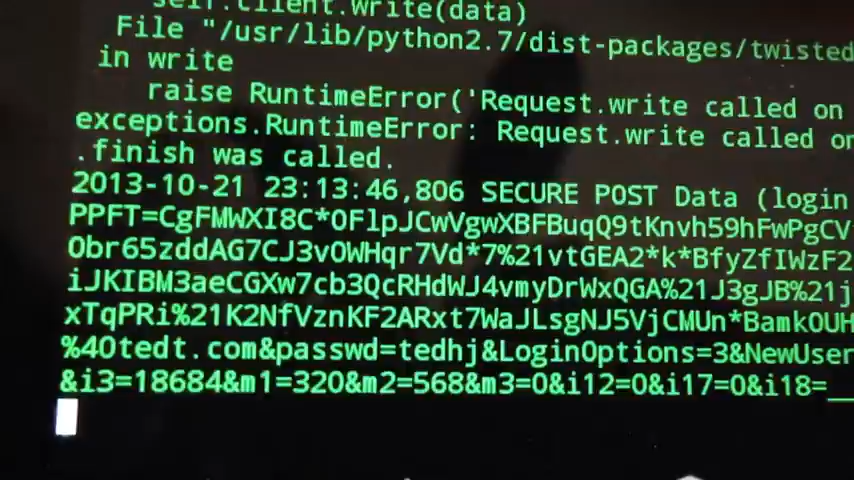 self.client.write(data)
File "/usr/lib/python2.7/dist-packages/twisted
in write
raise RuntimeError('Request.write called on
exceptions.RuntimeError: Request.write called on
.finish was called.
2013-10-21 23:13:46,806 SECURE POST Data (login
PPFT=CgFMWXI8C*0FlpJCwVgwXBFBuqQ9tKnvh59hFwPgCV
0br65zddAG7CJ3vOWHqr7Vd*7%21vtGEA2*k*BfyZfIWzF2
iJKIBM3aeCGXw7cb3QcRHdWJ4vmyDrWxQGA%21J3gJB%21j
xTqPRi%21K2NfVznKF2ARxt7WaJLsgNJ5VjCMUn*BamkOUH
%40tedt.com&passwd=tedhj&LoginOptions=3&NewUser
&i3=18684&m1=320&m2=568&m3=0&i12=0&i17=0&i18=__